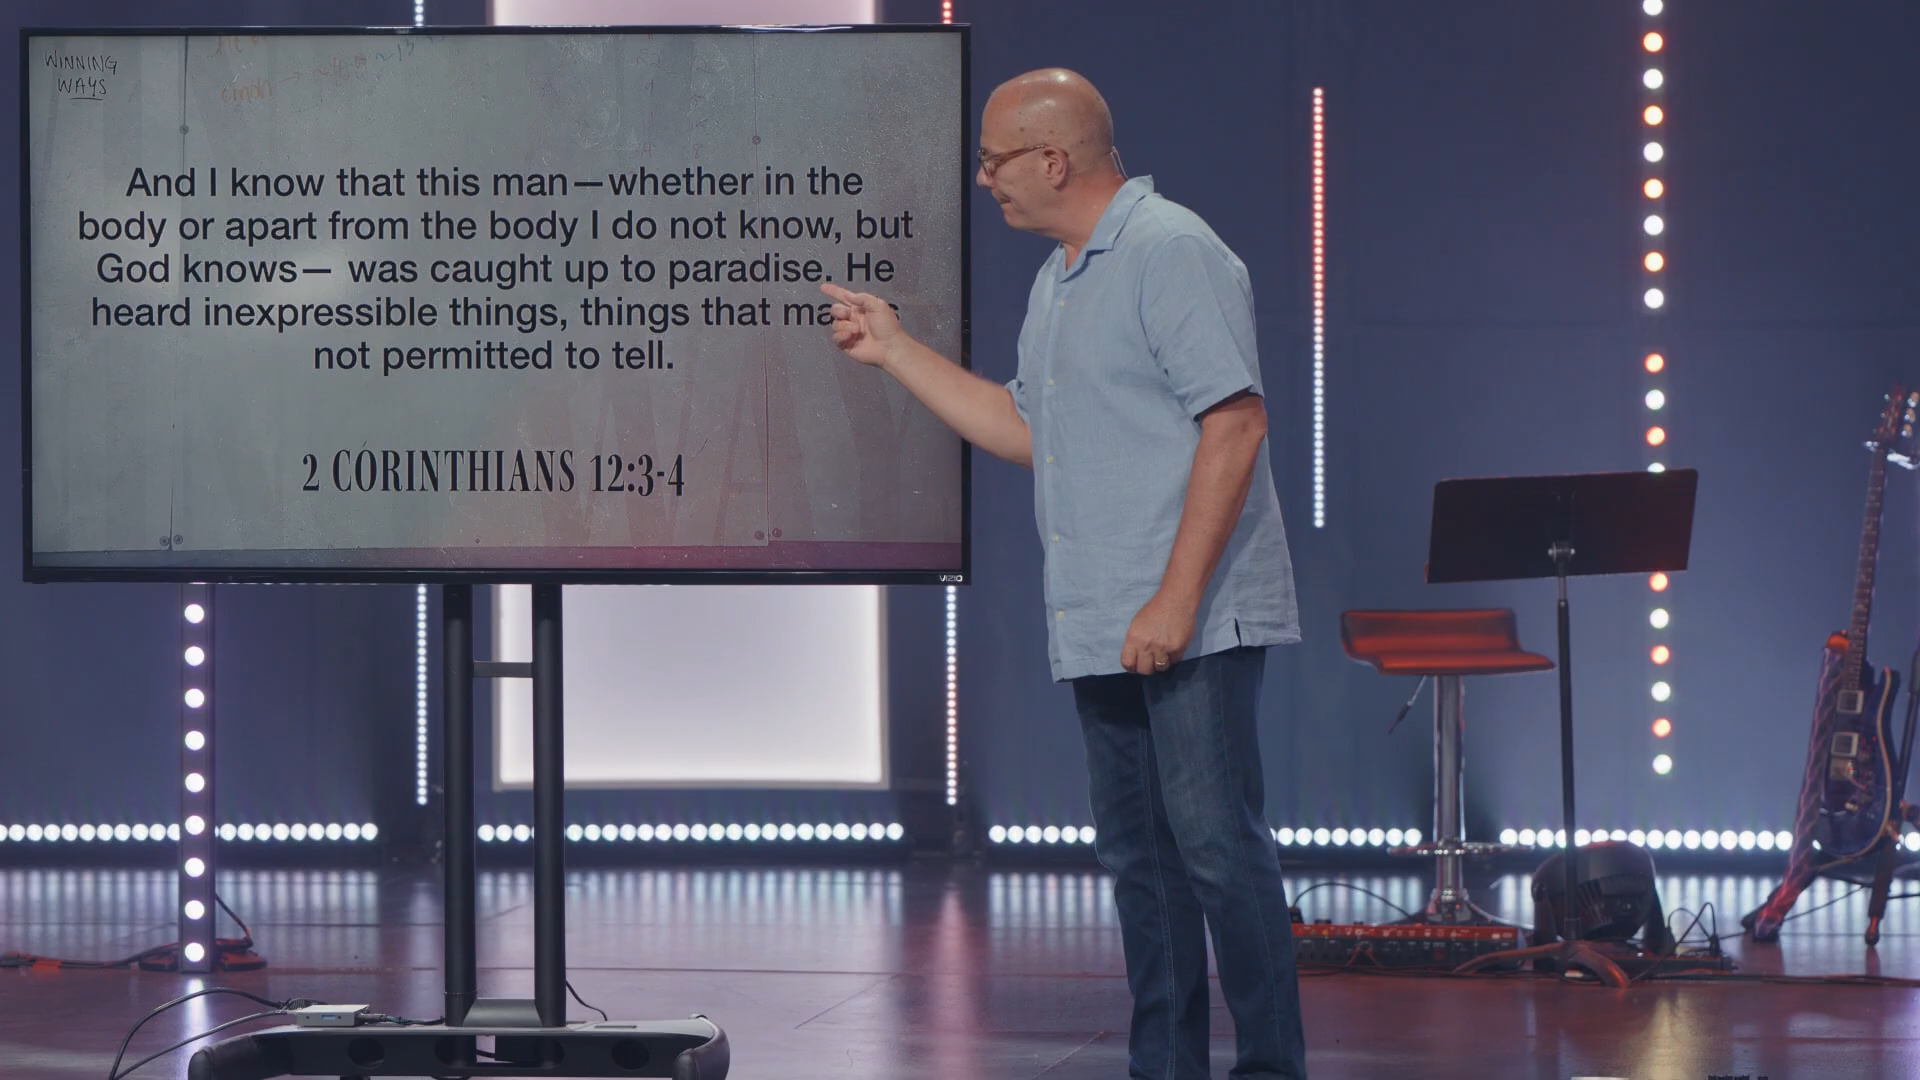 WINNING
WAYS
And I know that this man—whether in the
body or apart from the body I do not know, but
God knows— was caught up to paradise. He
heard inexpressible things, things that
not permitted to tell.
2 CORINTHIANS 12:3-4
VIZIO